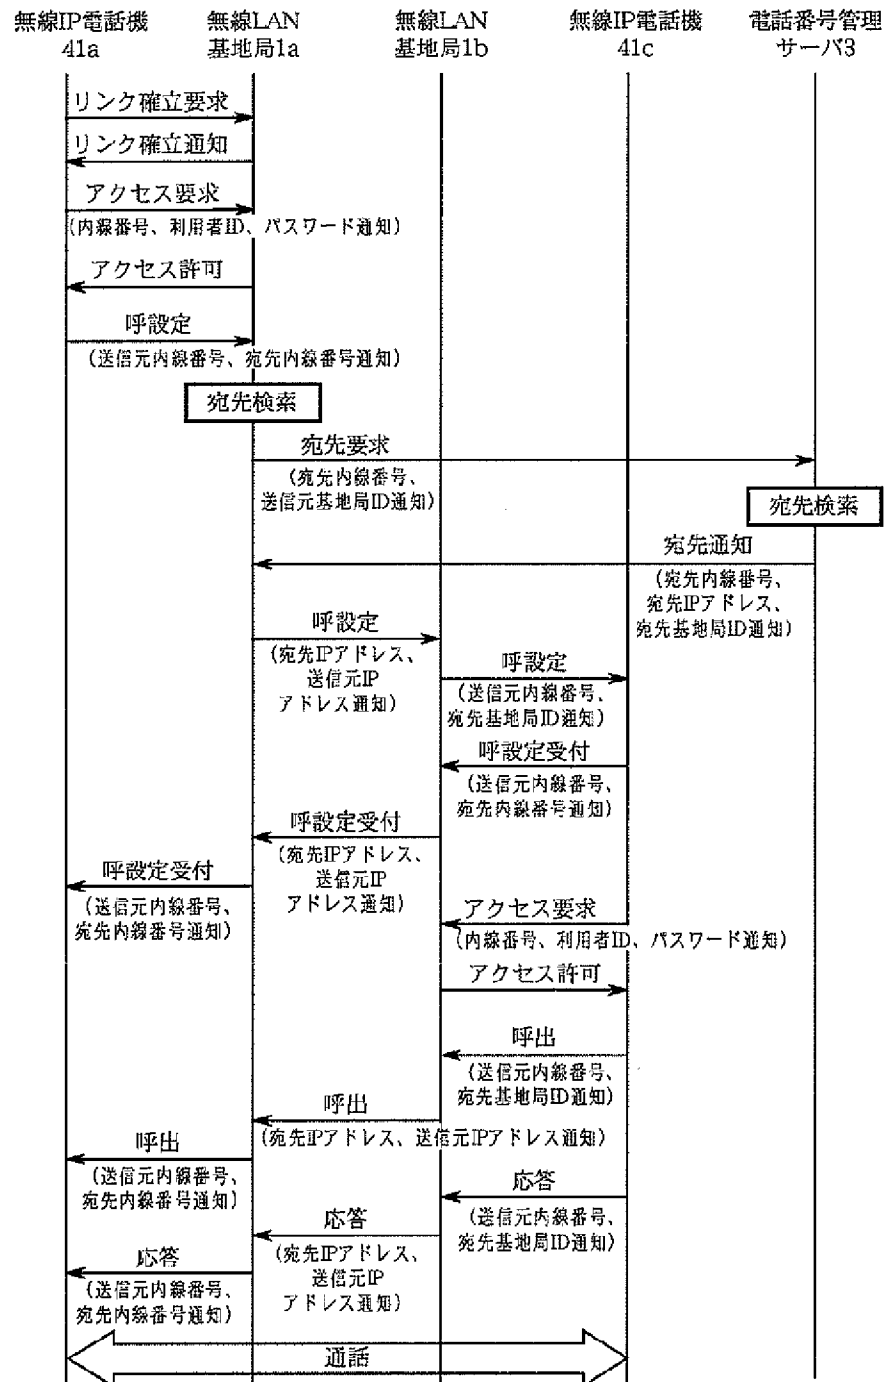 無線IP電話機
41a
無線LAN
基地局1a
無線LAN
基地局1b
無線IP電話機
41c
電話番号管理
サーバ3
リンク確立要求
リンク確立通知
アクセス要求
(内線番号、利用者ID、パスワード通知)
アクセス許可
呼設定
(送信元内線番号、宛先内線番号通知)
宛先検索
宛先要求
(宛先内線番号、
送信元基地局ID通知)
宛先検索
宛先通知
(宛先内線番号、
宛先IPアドレス、
宛先基地局ID通知)
呼設定
(宛先IPアドレス、
送信元IP
アドレス通知)
呼設定
(送信元内線番号、
宛先基地局ID通知)
呼設定受付
(送信元内線番号、
宛先内線番号通知)
呼設定受付
(宛先IPアドレス、
送信元IP
アドレス通知)
呼設定受付
(送信元内線番号、
宛先内線番号通知)
アクセス要求
(内線番号、利用者ID、パスワード通知)
アクセス許可
呼出
(送信元内線番号、
宛先基地局ID通知)
呼出
(宛先IPアドレス、送信元IPアドレス通知)
呼出
(送信元内線番号、
宛先内線番号通知)
応答
(送信元内線番号、
宛先基地局ID通知)
応答
(宛先IPアドレス、
送信元IP
アドレス通知)
応答
(送信元内線番号、
宛先内線番号通知)
通話